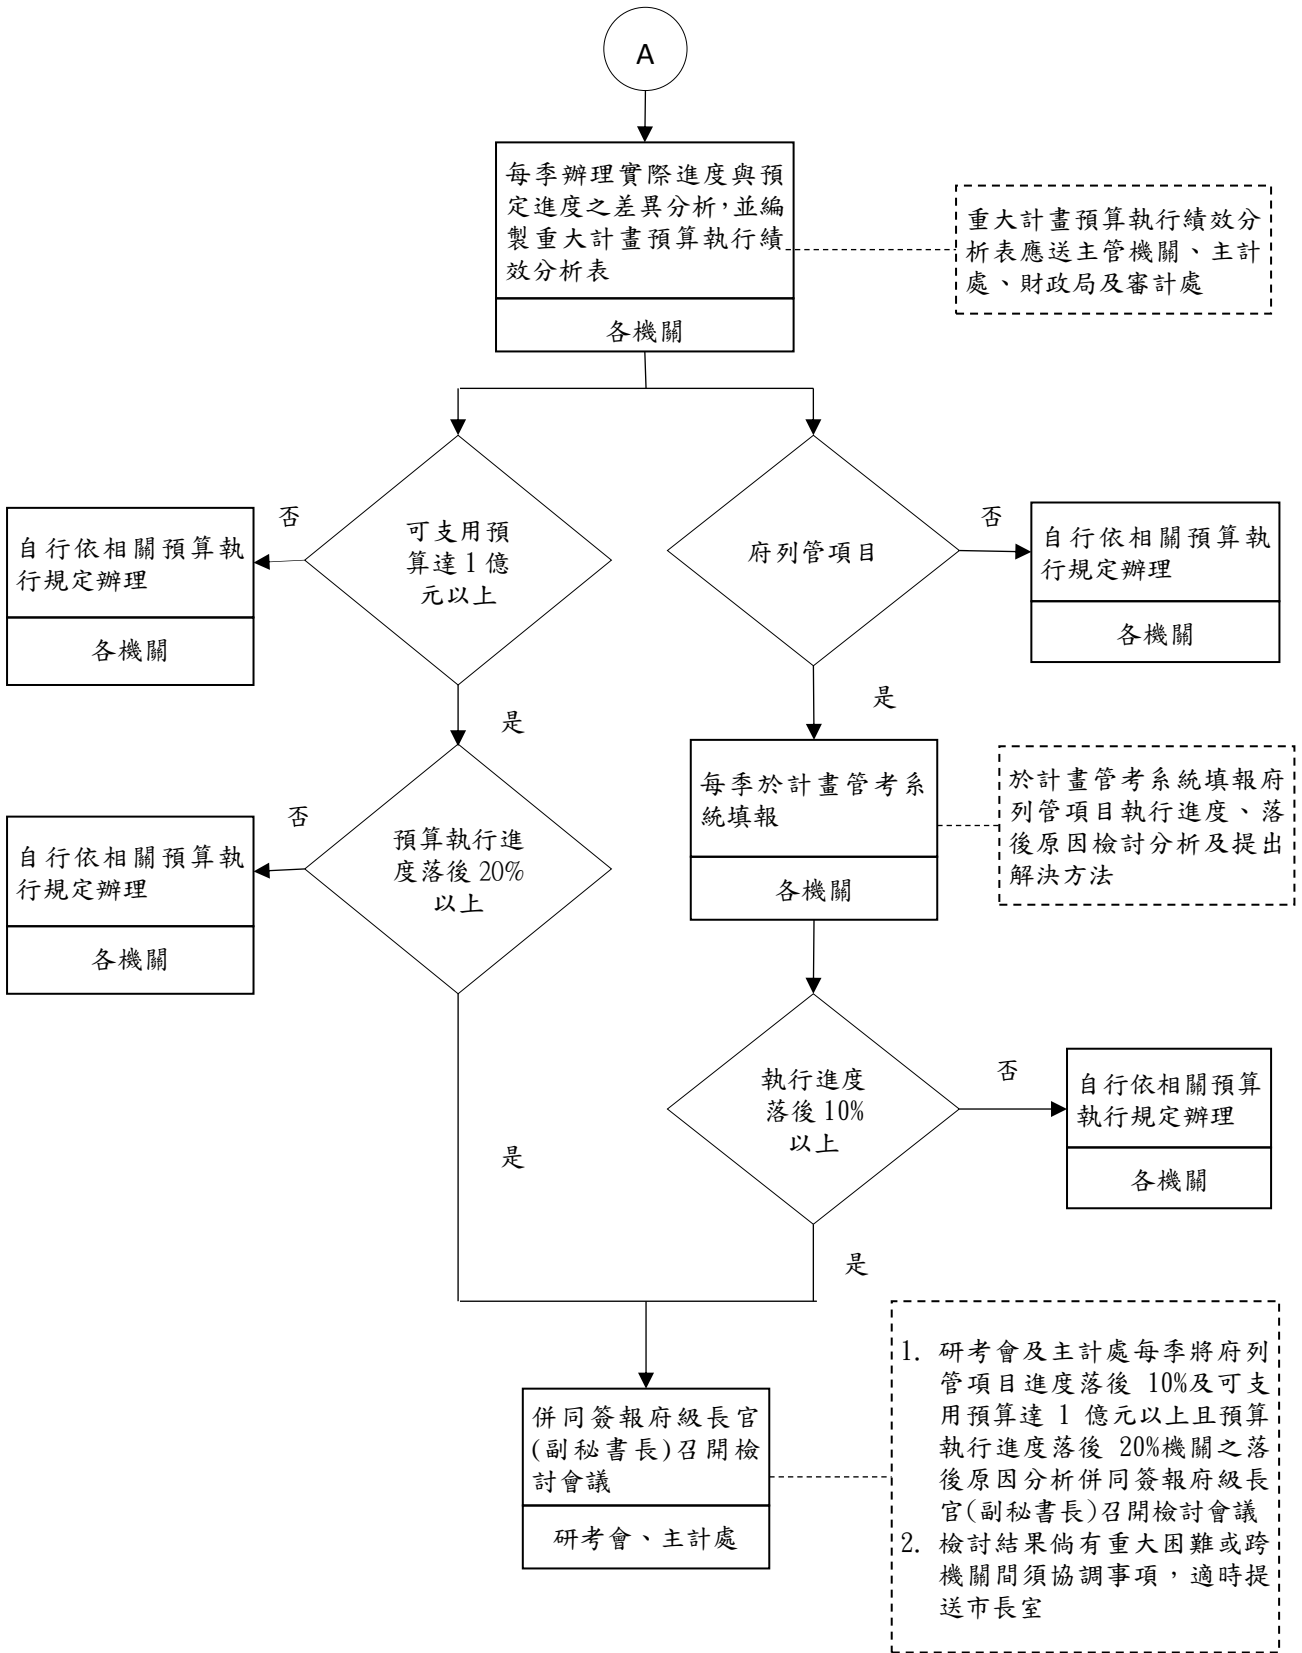 A
每季辦理實際進度與預
定進度之差異分析，並編
製重大計畫預算執行績
效分析表
各機關
重大計畫預算執行績效分
析表應送主管機關、主計
處、財政局及審計處
否
可支用預
算達 1 億
元以上
自行依相關預算執
行規定辦理
各機關
是
府列管項目
否
自行依相關預算執
行規定辦理
各機關
是
每季於計畫管考系
統填報
各機關
於計畫管考系統填報府
列管項目執行進度、落
後原因檢討分析及提出
解決方法
否
預算執行進
度落後 20%
以上
自行依相關預算執
行規定辦理
各機關
是
執行進度
落後 10%
以上
否
自行依相關預算
執行規定辦理
各機關
是
併同簽報府級長官
(副秘書長)召開檢
討會議
研考會、主計處
1. 研考會及主計處每季將府列
管項目進度落後 10%及可支
用預算達 1 億元以上且預算
執行進度落後 20%機關之落
後原因分析併同簽報府級長
官(副秘書長)召開檢討會議
2. 檢討結果倘有重大困難或跨
機關間須協調事項，適時提
送市長室